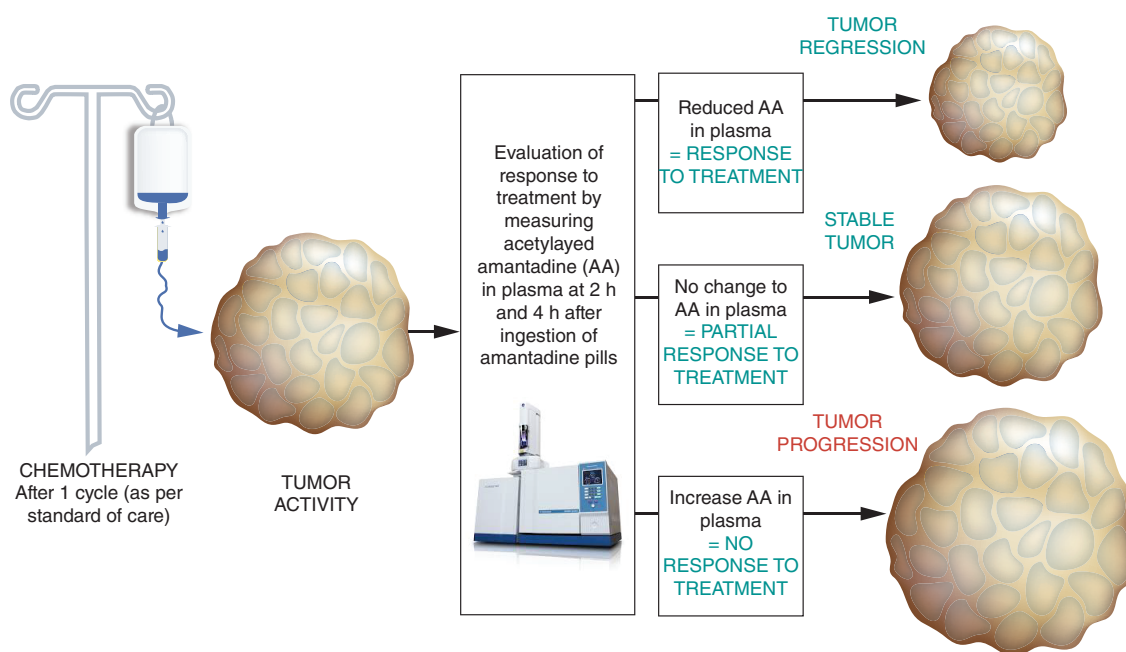 CHEMOTHERAPY
After 1 cycle (as per
standard of care)
TUMOR
ACTIVITY
Evaluation of
response to
treatment by
measuring
acetylayed
amantadine (AA)
in plasma at 2 h
and 4 h after
ingestion of
amantadine pills
Reduced AA
in plasma
= RESPONSE
TO TREATMENT
TUMOR
REGRESSION
No change to
AA in plasma
= PARTIAL
RESPONSE TO
TREATMENT
STABLE
TUMOR
Increase AA in
plasma
= NO
RESPONSE TO
TREATMENT
TUMOR
PROGRESSION